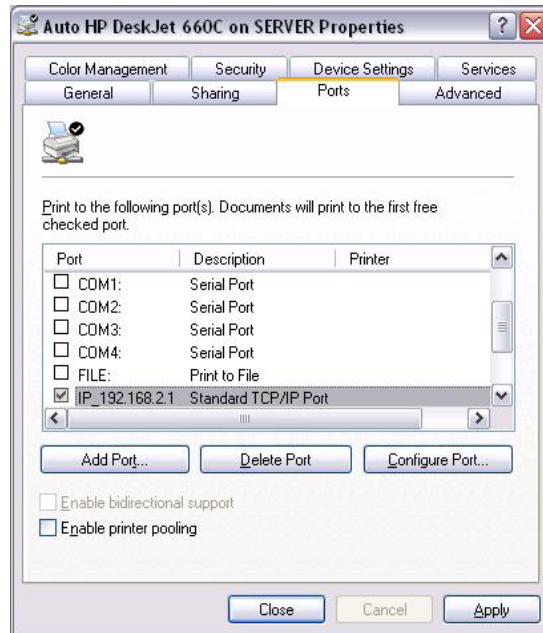 Auto HP DeskJet 660C on SERVER Properties
Color Management Security Device Settings Services
General Sharing Ports Advanced
Print to the following port(s). Documents will print to the first free
checked port.
Port Description Printer
COM1: Serial Port
COM2: Serial Port
COM3: Serial Port
COM4: Serial Port
FILE: Print to File
IP_192.168.2.1 Standard TCP/IP Port
Add Port... Delete Port Configure Port...
Enable bidirectional support
Enable printer pooling
Close Cancel Apply